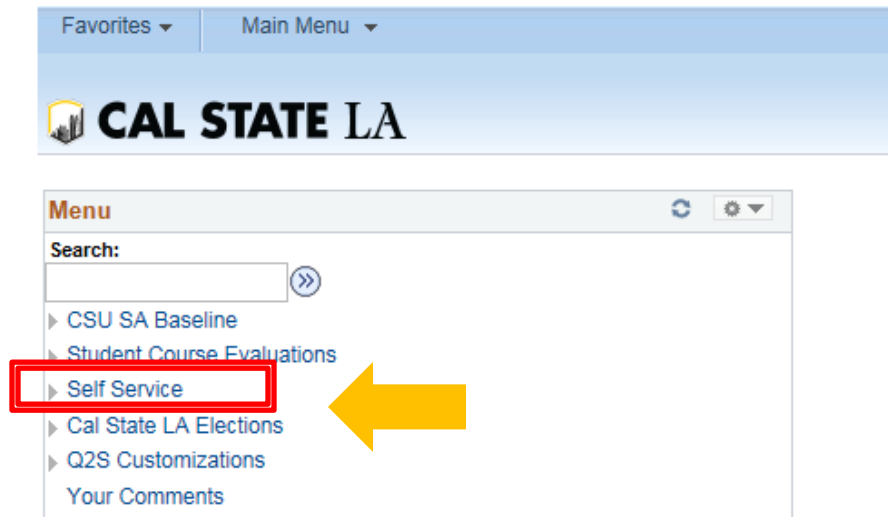 Favorites Main Menu
CAL STATE LA
Menu
Search:
CSU SA Baseline
Student Course Evaluations
Self Service
Cal State LA Elections
Q2S Customizations
Your Comments